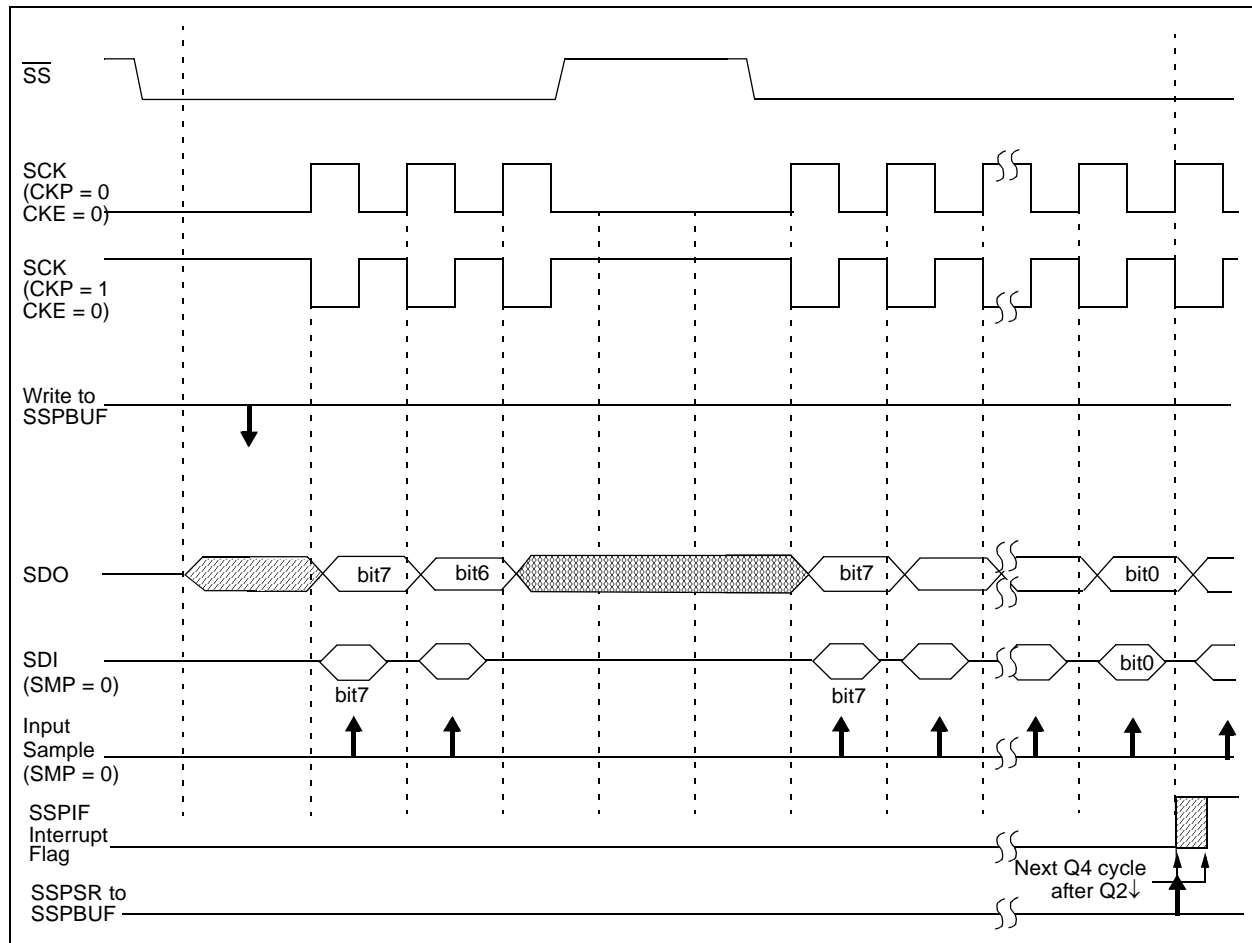 SS
SCK
(CKP = 0
CKE = 0)
SCK
(CKP = 1
CKE = 0)
Write to
SSPBUF
SDO
bit7
bit6
bit7
bit0
SDI
(SMP = 0)
bit7
bit7
bit0
Input
Sample
(SMP = 0)
SSPIF
Interrupt
Flag
Next Q4 cycle
after Q2↓
SSPSR to
SSPBUF